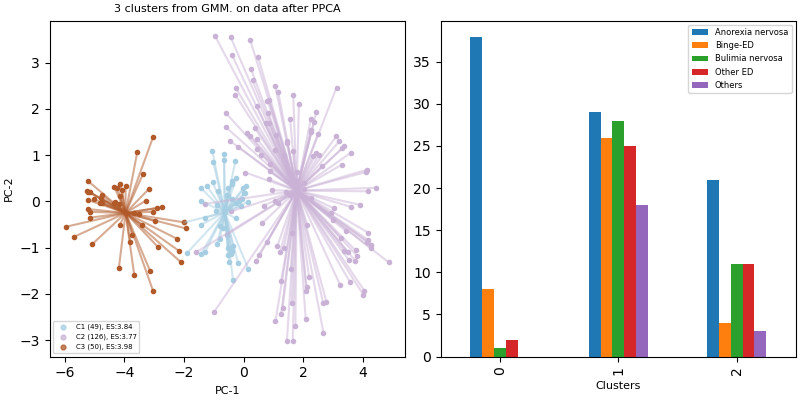 3 clusters from GMM. on data after PPCA
PC-2
3
2
1
0
−1
−2
−3
C1 (49), ES:3.84
C2 (126), ES:3.77
C3 (50), ES:3.98
−6 −4 −2 0 2 4
PC-1
35
30
25
20
15
10
5
0
Anorexia nervosa
Binge-ED
Bulimia nervosa
Other ED
Others
0 1 2
Clusters